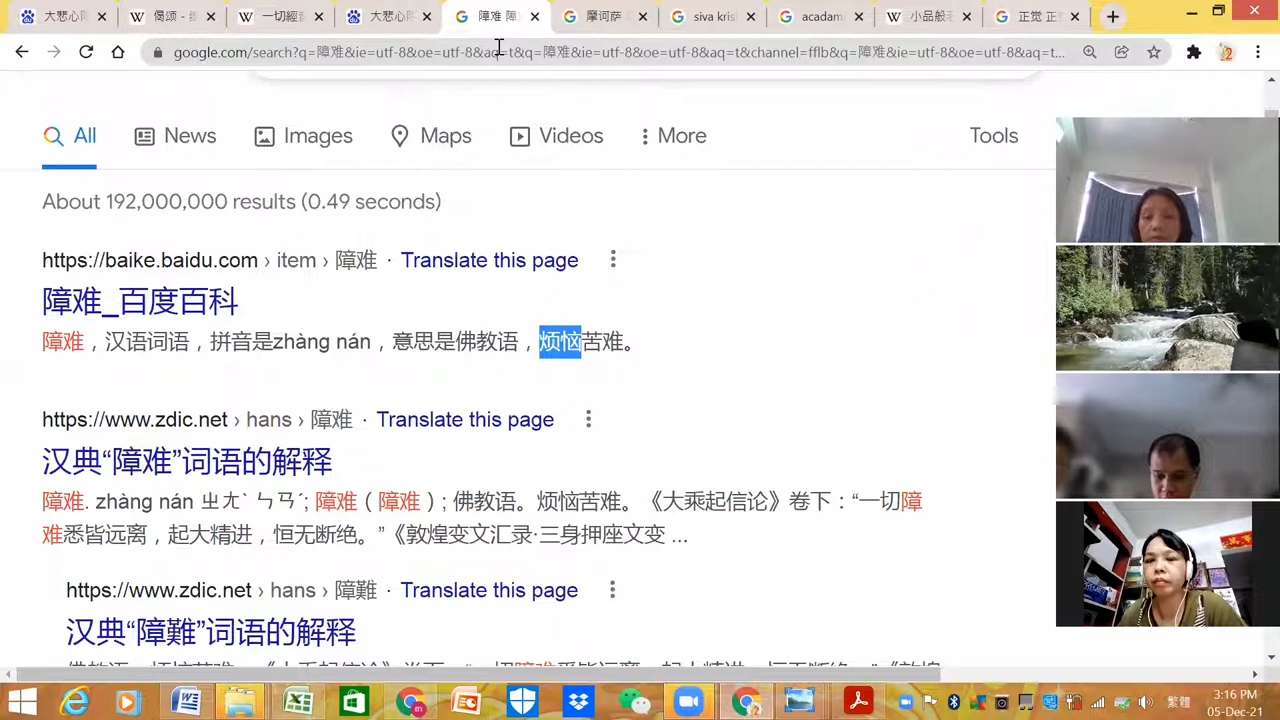 大悲心陀
偈颂 - 维
一切經音
大悲心陀
障难 障
摩诃萨
siva kris
acadam
小品般若
正觉 正
google.com/search?q=障难&ie=utf-8&oe=utf-8&aq=t&q=障难&ie=utf-8&oe=utf-8&aq=t&channel=fflb&q=障难&ie=utf-8&oe=utf-8&aq=t...
All
News
Images
Maps
Videos
More
Tools
About 192,000,000 results (0.49 seconds)
https://baike.baidu.com › item › 障难 · Translate this page
障难_百度百科
障难，汉语词语，拼音是zhàng nán，意思是佛教语，烦恼苦难。
https://www.zdic.net › hans › 障难 · Translate this page
汉典“障难”词语的解释
障难. zhàng nán ㄓㄤˋ ㄋㄢˊ; 障难（障难）; 佛教语。烦恼苦难。《大乘起信论》卷下：“一切障
难悉皆远离，起大精进，恒无断绝。”《敦煌变文汇录·三身押座文变 ...
https://www.zdic.net › hans › 障難 · Translate this page
汉典“障難”词语的解释
繁體
3:16 PM
05-Dec-21